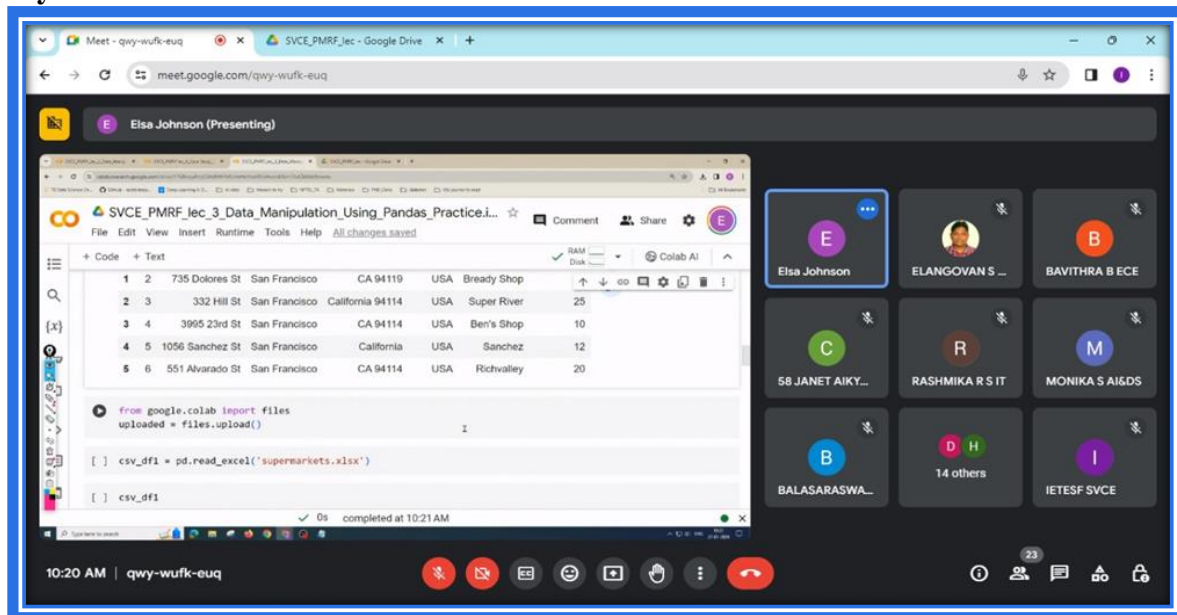 Meet - qwy-wufk-euq
SVCE_PMRF_lec - Google Drive
meet.google.com/qwy-wufk-euq
E Elsa Johnson (Presenting)
CO SVCE_PMRF_lec_3_Data_Manipulation_Using_Pandas_Practice.i...
Comment Share E
File Edit View Insert Runtime Tools Help All changes saved
+ Code + Text RAM Disk Colab AI
1 2 735 Dolores St San Francisco CA 94119 USA Bready Shop
2 3 332 Hill St San Francisco California 94114 USA Super River 25
3 4 3995 23rd St San Francisco CA 94114 USA Ben's Shop 10
4 5 1056 Sanchez St San Francisco California USA Sanchez 12
5 6 551 Alvarado St San Francisco CA 94114 USA Richvalley 20
from google.colab import files
uploaded = files.upload()
[ ] csv_df1 = pd.read_excel('supermarkets.xlsx')
[ ] csv_df1
0s completed at 10:21 AM
E
Elsa Johnson
ELANGOVAN S ...
B
BAVITHRA B ECE
C
58 JANET AIKY...
R
RASHMIKA R S IT
M
MONIKA S AI&DS
B
BALASARASWA...
D H
14 others
I
IETESF SVCE
10:20 AM | qwy-wufk-euq
23